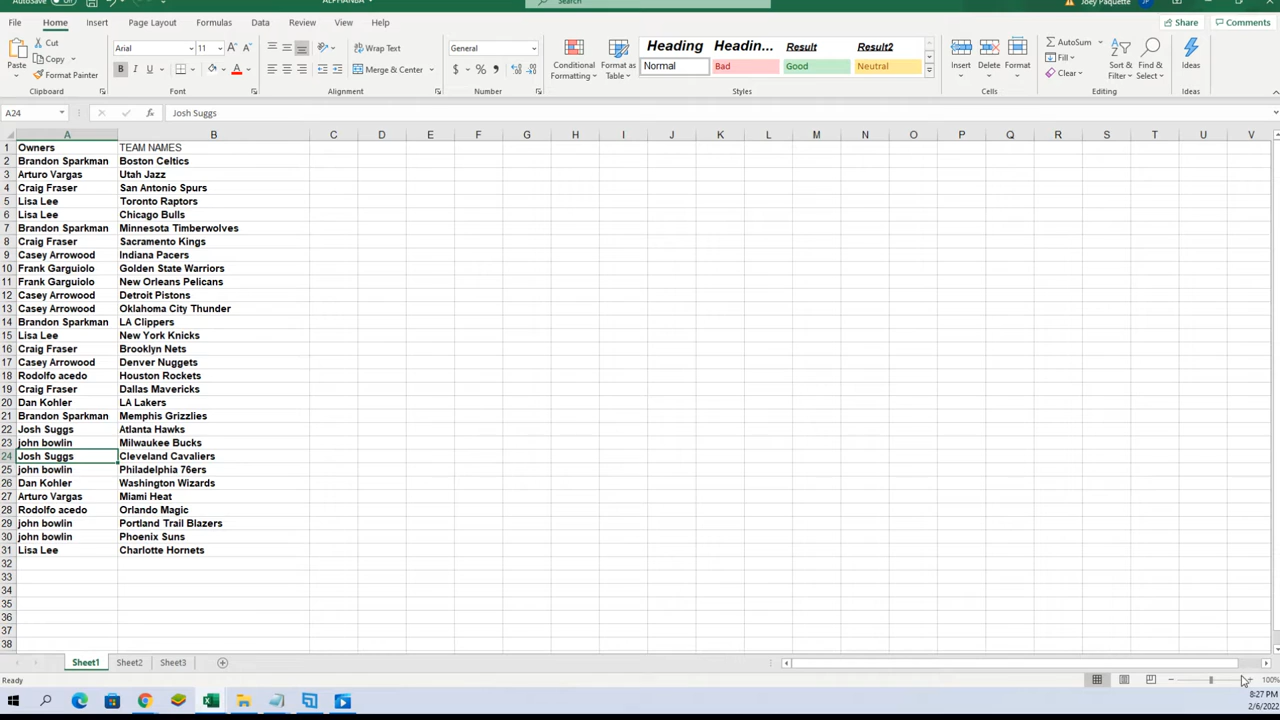 AutoSave ALPHANBA Search Joey Paquette JP
File Home Insert Page Layout Formulas Data Review View Help Share Comments
Paste Cut Copy Format Painter Clipboard
Arial 11 Font
Wrap Text Merge & Center Alignment
General Number
Conditional Formatting Format as Table
Heading Headin... Result Result2
Normal Bad Good Neutral
Styles
Insert Delete Format Cells
AutoSum Fill Clear Sort & Filter Find & Select Editing
Ideas Ideas
A24 fx Josh Suggs
A B C D E F G H I J K L M N O P Q R S T U V
1 Owners TEAM NAMES
2 Brandon Sparkman Boston Celtics
3 Arturo Vargas Utah Jazz
4 Craig Fraser San Antonio Spurs
5 Lisa Lee Toronto Raptors
6 Lisa Lee Chicago Bulls
7 Brandon Sparkman Minnesota Timberwolves
8 Craig Fraser Sacramento Kings
9 Casey Arrowood Indiana Pacers
10 Frank Garguiolo Golden State Warriors
11 Frank Garguiolo New Orleans Pelicans
12 Casey Arrowood Detroit Pistons
13 Casey Arrowood Oklahoma City Thunder
14 Brandon Sparkman LA Clippers
15 Lisa Lee New York Knicks
16 Craig Fraser Brooklyn Nets
17 Casey Arrowood Denver Nuggets
18 Rodolfo acedo Houston Rockets
19 Craig Fraser Dallas Mavericks
20 Dan Kohler LA Lakers
21 Brandon Sparkman Memphis Grizzlies
22 Josh Suggs Atlanta Hawks
23 john bowlin Milwaukee Bucks
24 Josh Suggs Cleveland Cavaliers
25 john bowlin Philadelphia 76ers
26 Dan Kohler Washington Wizards
27 Arturo Vargas Miami Heat
28 Rodolfo acedo Orlando Magic
29 john bowlin Portland Trail Blazers
30 john bowlin Phoenix Suns
31 Lisa Lee Charlotte Hornets
32
33
34
35
36
37
38
Sheet1 Sheet2 Sheet3
Ready 100%
8:27 PM
2/6/2022